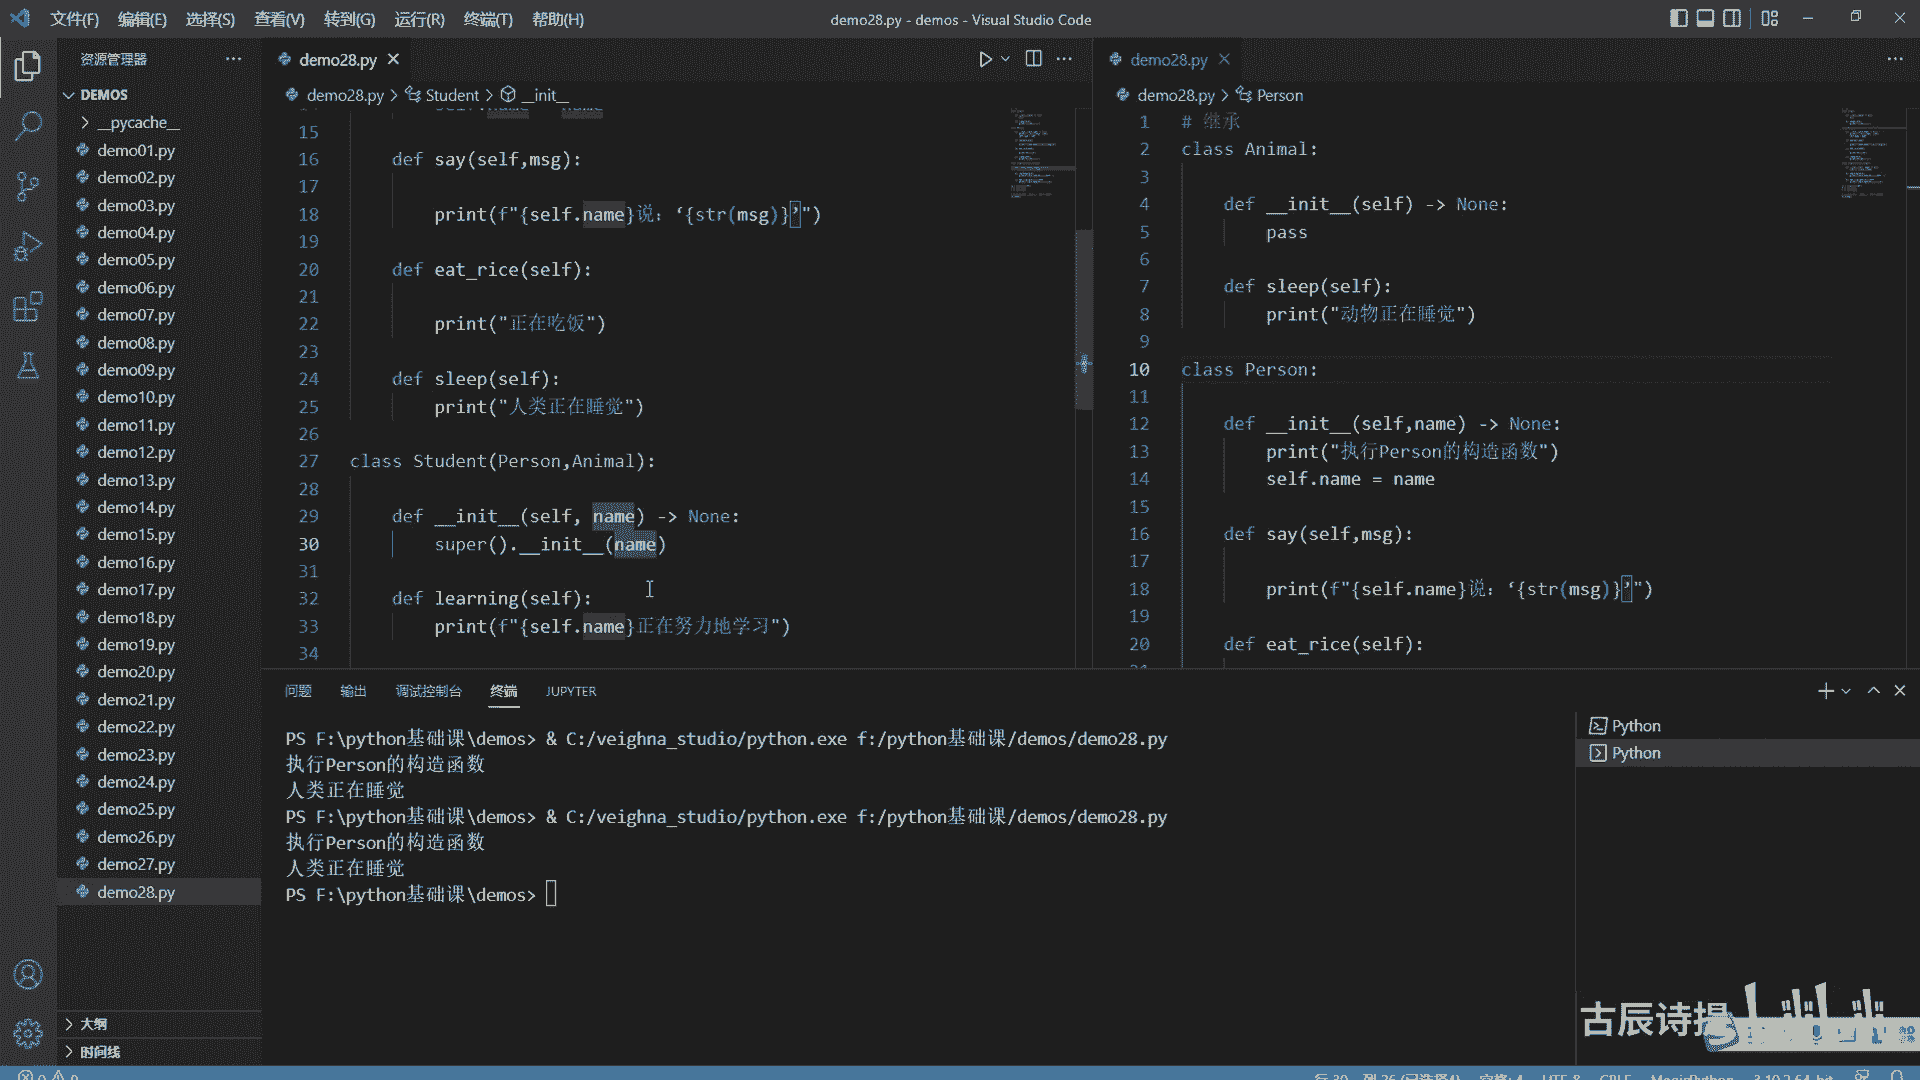 文件(F) 编辑(E) 选择(S) 查看(V) 转到(G) 运行(R) 终端(T) 帮助(H) demo28.py - demos - Visual Studio Code
资源管理器
DEMOS
__pycache__
demo01.py
demo02.py
demo03.py
demo04.py
demo05.py
demo06.py
demo07.py
demo08.py
demo09.py
demo10.py
demo11.py
demo12.py
demo13.py
demo14.py
demo15.py
demo16.py
demo17.py
demo18.py
demo19.py
demo20.py
demo21.py
demo22.py
demo23.py
demo24.py
demo25.py
demo26.py
demo27.py
demo28.py
大纲
时间线
demo28.py
demo28.py > Student > __init__
15
16 def say(self,msg):
17
18 print(f"{self.name}说：‘{str(msg)}’")
19
20 def eat_rice(self):
21
22 print("正在吃饭")
23
24 def sleep(self):
25 print("人类正在睡觉")
26
27 class Student(Person,Animal):
28
29 def __init__(self, name) -> None:
30 super().__init__(name)
31
32 def learning(self):
33 print(f"{self.name}正在努力地学习")
34
demo28.py
demo28.py > Person
1 # 继承
2 class Animal:
3
4 def __init__(self) -> None:
5 pass
6
7 def sleep(self):
8 print("动物正在睡觉")
9
10 class Person:
11
12 def __init__(self,name) -> None:
13 print("执行Person的构造函数")
14 self.name = name
15
16 def say(self,msg):
17
18 print(f"{self.name}说：‘{str(msg)}’")
19
20 def eat_rice(self):
问题 输出 调试控制台 终端 JUPYTER
PS F:\python基础课\demos> & C:/veighna_studio/python.exe f:/python基础课/demos/demo28.py
执行Person的构造函数
人类正在睡觉
PS F:\python基础课\demos> & C:/veighna_studio/python.exe f:/python基础课/demos/demo28.py
执行Person的构造函数
人类正在睡觉
PS F:\python基础课\demos>
Python
Python
古辰诗提